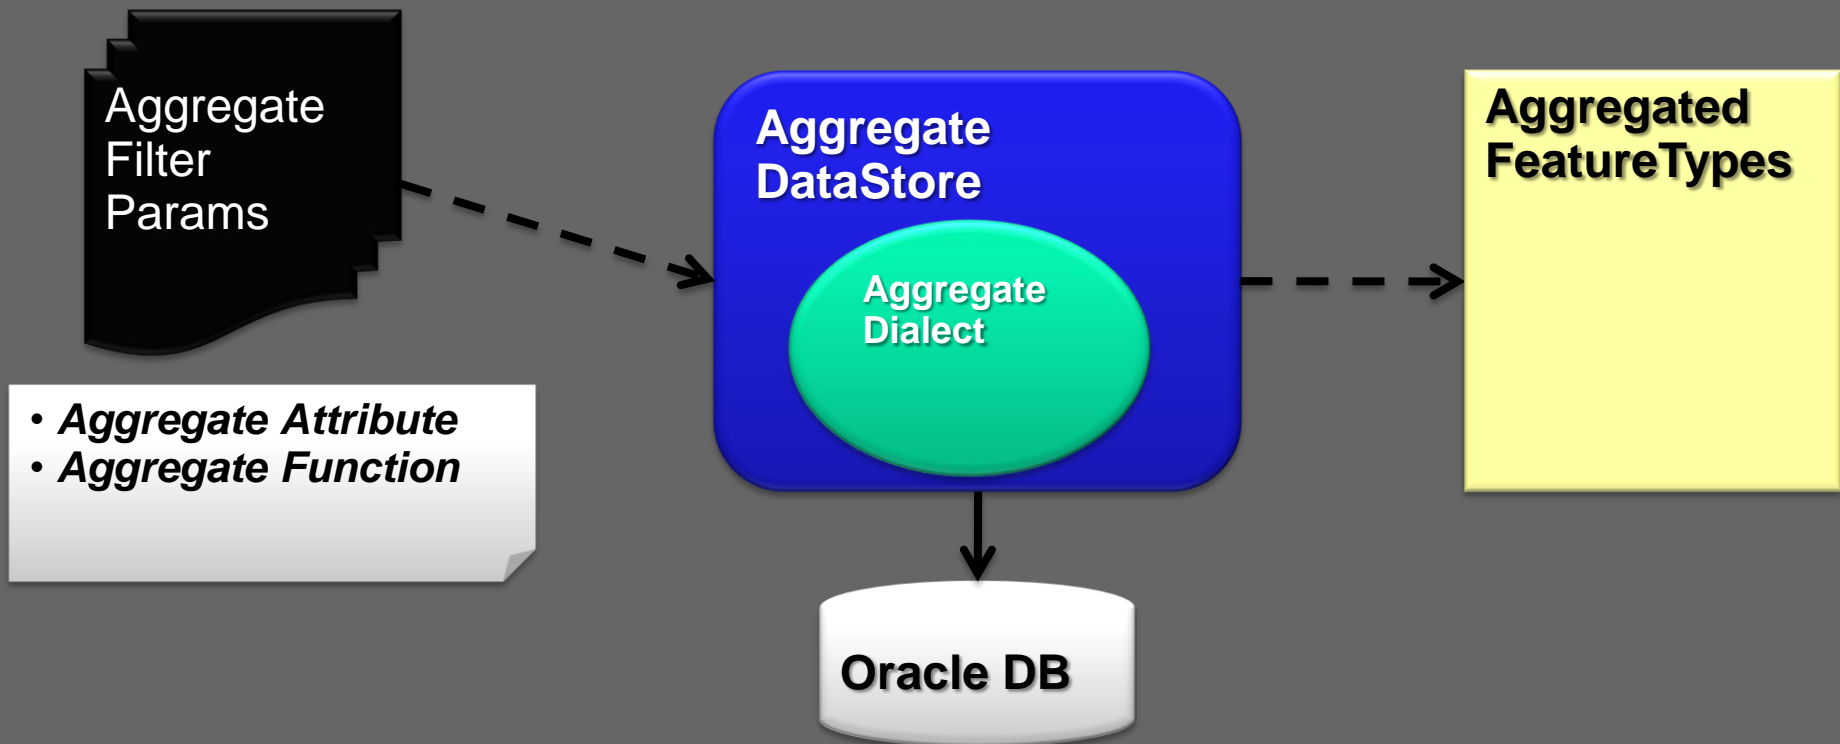 Aggregate
Filter
Params
• Aggregate Attribute
• Aggregate Function
Aggregate
DataStore
Aggregate
Dialect
Oracle DB
Aggregated
FeatureTypes